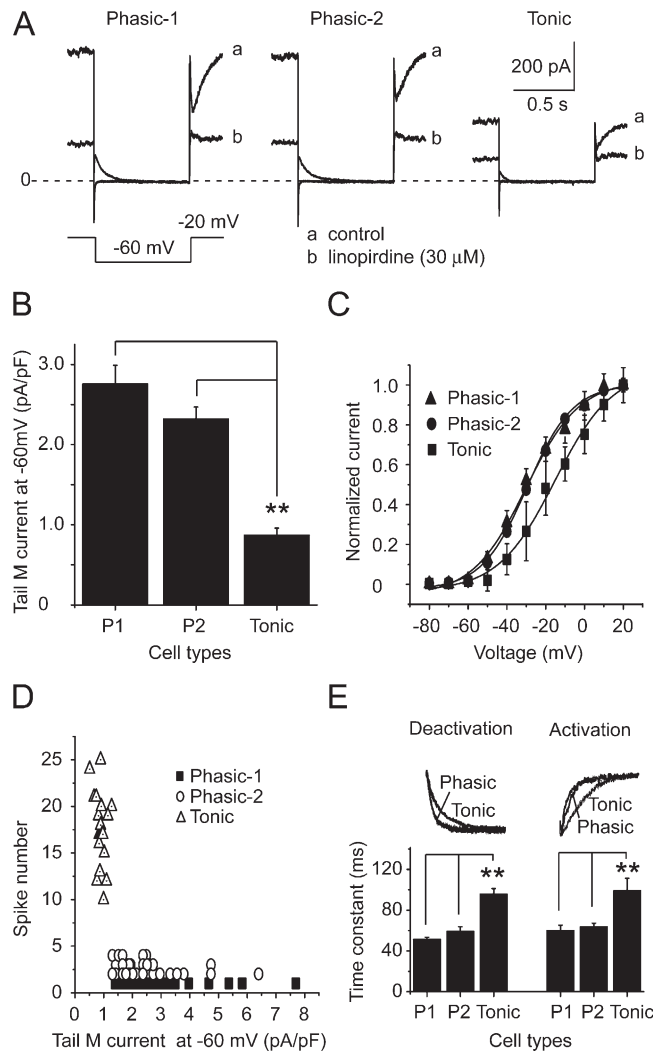 A
Phasic-1
Phasic-2
Tonic
a
b
a
b
200 pA
0.5 s
a
b
0
-20 mV
-60 mV
a control
b linopirdine (30 µM)
B
Tail M current at -60mV (pA/pF)
3.0
2.0
1.0
0
**
P1
P2
Tonic
Cell types
C
Normalized current
1.0
0.8
0.6
0.4
0.2
0
Phasic-1
Phasic-2
Tonic
-80
-60
-40
-20
0
20
Voltage (mV)
D
Spike number
25
20
15
10
5
0
Phasic-1
Phasic-2
Tonic
0
1
2
3
4
5
6
7
8
Tail M current at -60 mV (pA/pF)
E
Deactivation
Activation
Phasic
Tonic
Tonic
Phasic
Time constant (ms)
120
80
40
0
**
**
P1
P2
Tonic
P1
P2
Tonic
Cell types